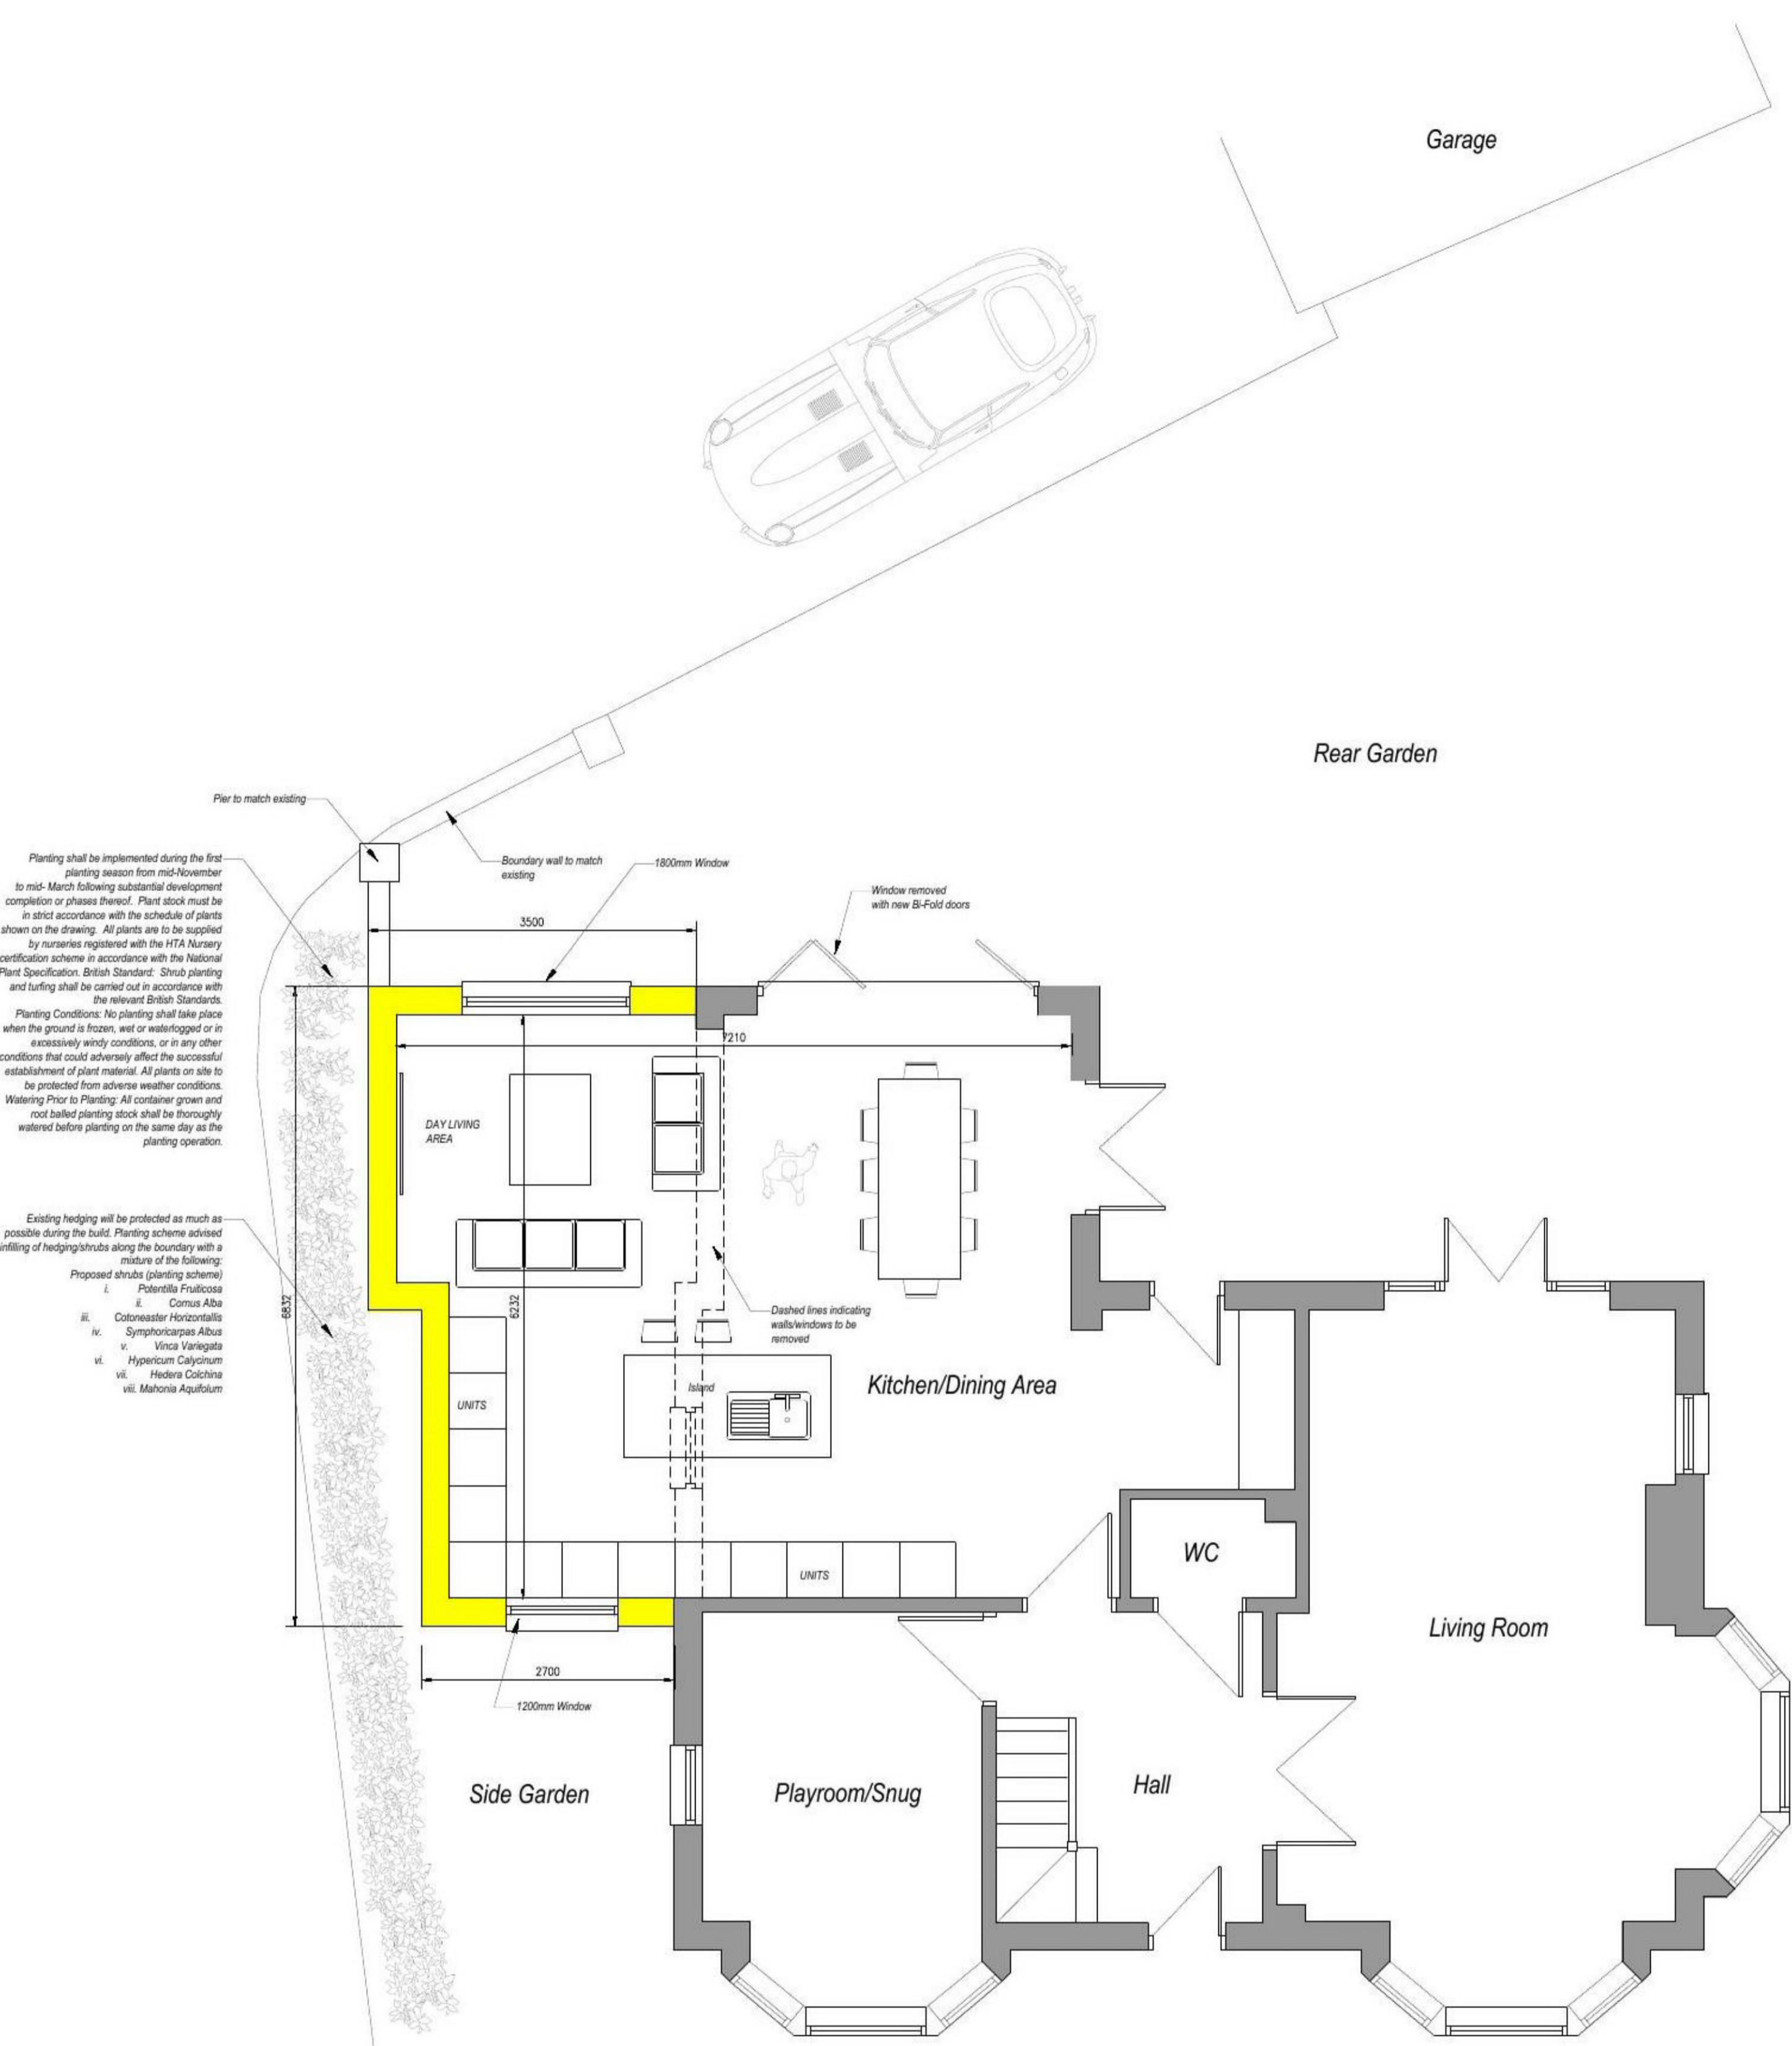 Garage
Rear Garden
Pier to match existing
Boundary wall to match
existing
1800mm Window
Window removed
with new Bi-Fold doors
Planting shall be implemented during the first
planting season from mid-November
to mid- March following substantial development
completion or phases thereof. Plant stock must be
in strict accordance with the schedule of plants
shown on the drawing. All plants are to be supplied
by nurseries registered with the HTA Nursery
certification scheme in accordance with the National
Plant Specification. British Standard: Shrub planting
and turfing shall be carried out in accordance with
the relevant British Standards.
Planting Conditions: No planting shall take place
when the ground is frozen, wet or waterlogged or in
excessively windy conditions, or in any other
conditions that could adversely affect the successful
establishment of plant material. All plants on site to
be protected from adverse weather conditions.
Watering Prior to Planting: All container grown and
root balled planting stock shall be thoroughly
watered before planting on the same day as the
planting operation.
3500
7210
DAY LIVING
AREA
Existing hedging will be protected as much as
possible during the build. Planting scheme advised
infilling of hedging/shrubs along the boundary with a
mixture of the following:
Proposed shrubs (planting scheme)
i. Potentilla Fruiticosa
ii. Cornus Alba
iii. Cotoneaster Horizontallis
iv. Symphoricarpas Albus
v. Vinca Variegata
vi. Hypericum Calycinum
vii. Hedera Colchina
viii. Mahonia Aquifolum
6832
6232
Dashed lines indicating
walls/windows to be
removed
Island
Kitchen/Dining Area
UNITS
UNITS
WC
Living Room
2700
1200mm Window
Side Garden
Playroom/Snug
Hall